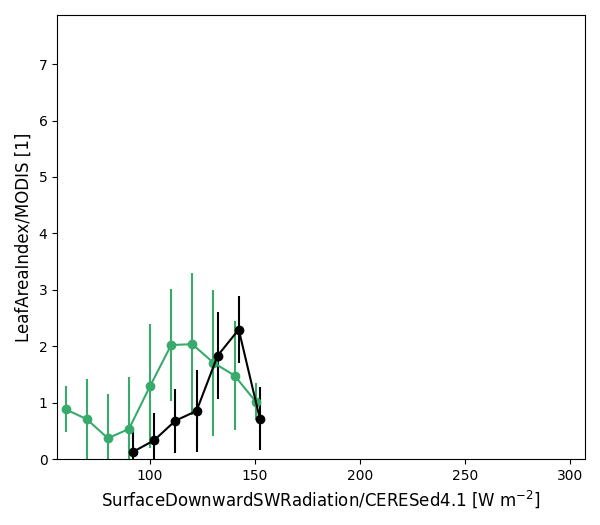 LeafAreaIndex/MODIS [1]
7
6
5
4
3
2
1
0
100 150 200 250 300
SurfaceDownwardSWRadiation/CERESed4.1 [W m⁻²]